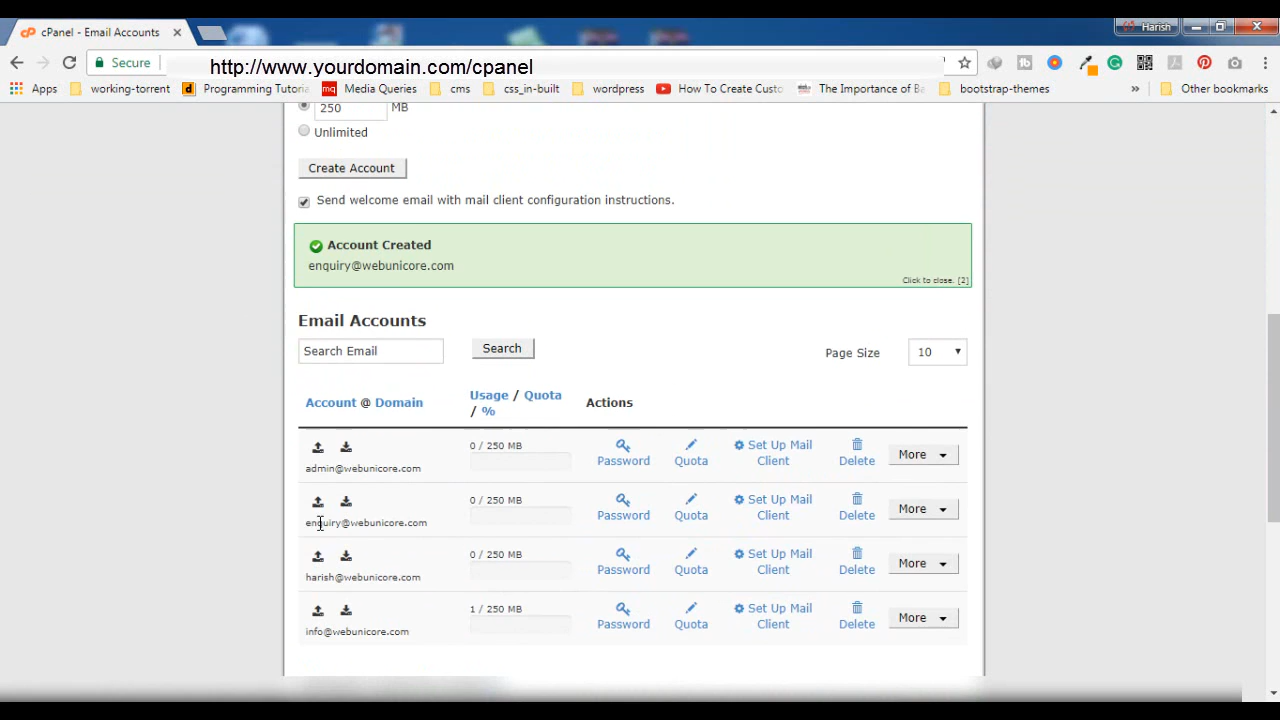 cPanel - Email Accounts
Harish
Secure
http://www.yourdomain.com/cpanel
Apps
working-torrent
Programming Tutoria
mq
Media Queries
cms
css_in-built
wordpress
How To Create Custo
The Importance of Ba
bootstrap-themes
»
Other bookmarks
250
MB
Unlimited
Create Account
Send welcome email with mail client configuration instructions.
Account Created
enquiry@webunicore.com
Click to close. [2]
Email Accounts
Search Email
Search
Page Size
10
Account @ Domain
Usage / Quota
/ %
Actions
0 / 250 MB
admin@webunicore.com
Password
Quota
Set Up Mail
Client
Delete
More
0 / 250 MB
enquiry@webunicore.com
Password
Quota
Set Up Mail
Client
Delete
More
0 / 250 MB
harish@webunicore.com
Password
Quota
Set Up Mail
Client
Delete
More
1 / 250 MB
info@webunicore.com
Password
Quota
Set Up Mail
Client
Delete
More